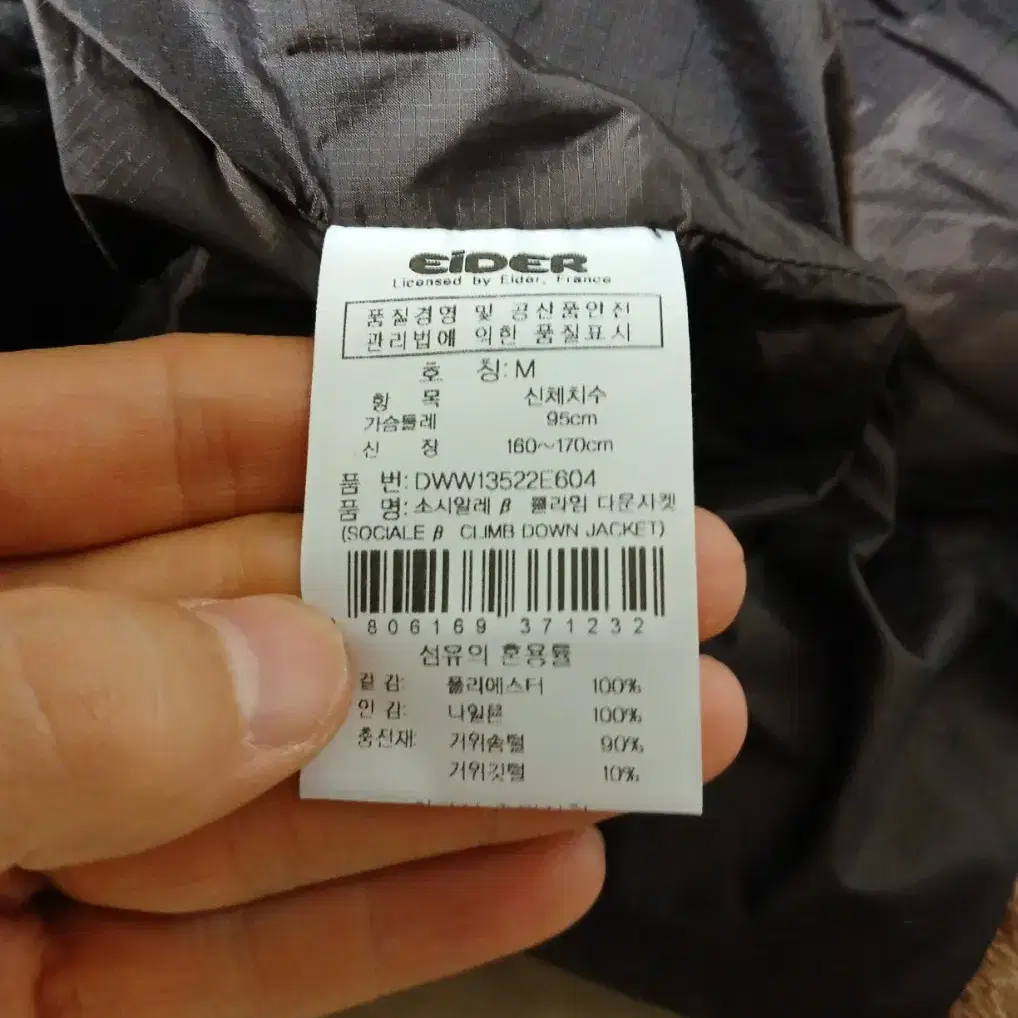 EIDER
Licensed by Eider, France
품질경영 및 공산품안전
관리법에 의한 품질표시
호 칭: M
항 목 신체치수
가슴둘레 95cm
신 장 160~170cm
품 번: DWW13522E604
품 명: 소시알레 β 클라임 다운자켓
(SOCIALE β CLIMB DOWN JACKET)
806169 371232
섬유의 혼용률
겉감: 폴리에스터 100%
안감: 나일론 100%
충전재: 거위솜털 90%
거위깃털 10%